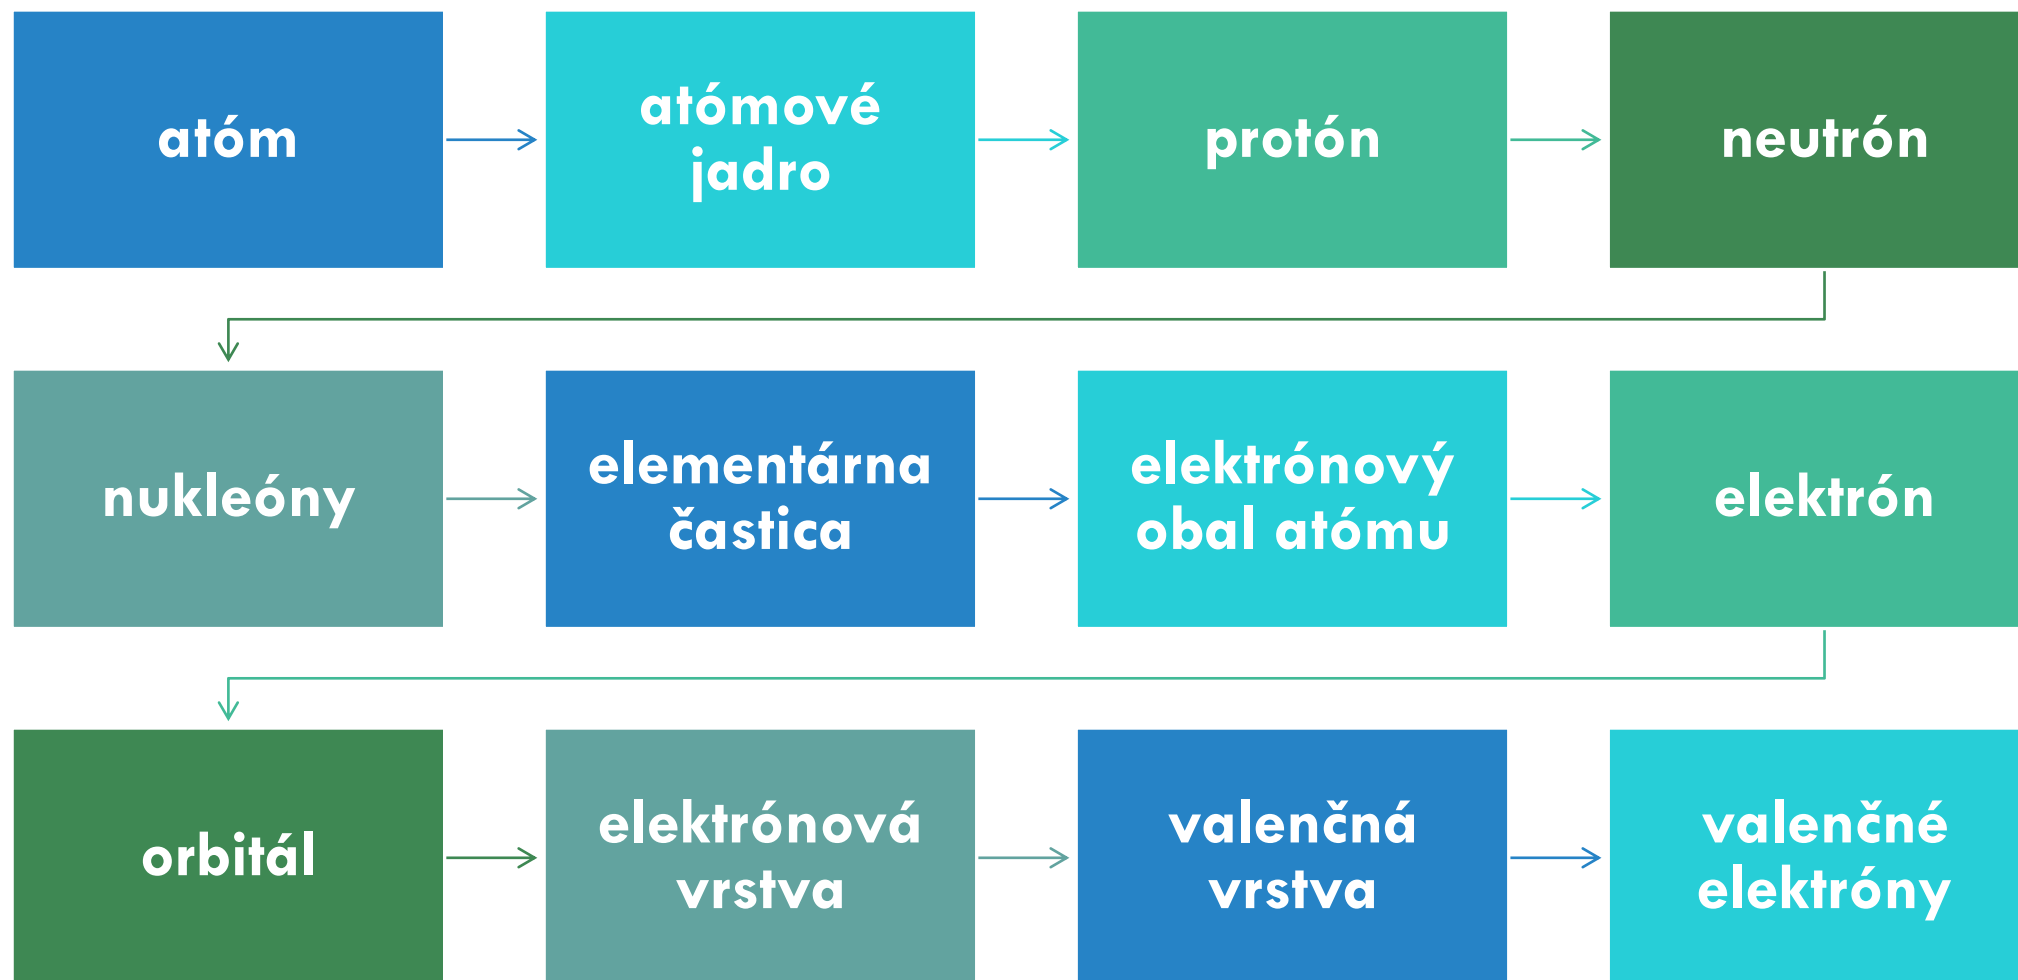 atóm
atómové
jadro
protón
neutrón
nukleóny
elementárna
častica
elektrónový
obal atómu
elektrón
orbitál
elektrónová
vrstva
valenčná
vrstva
valenčné
elektróny